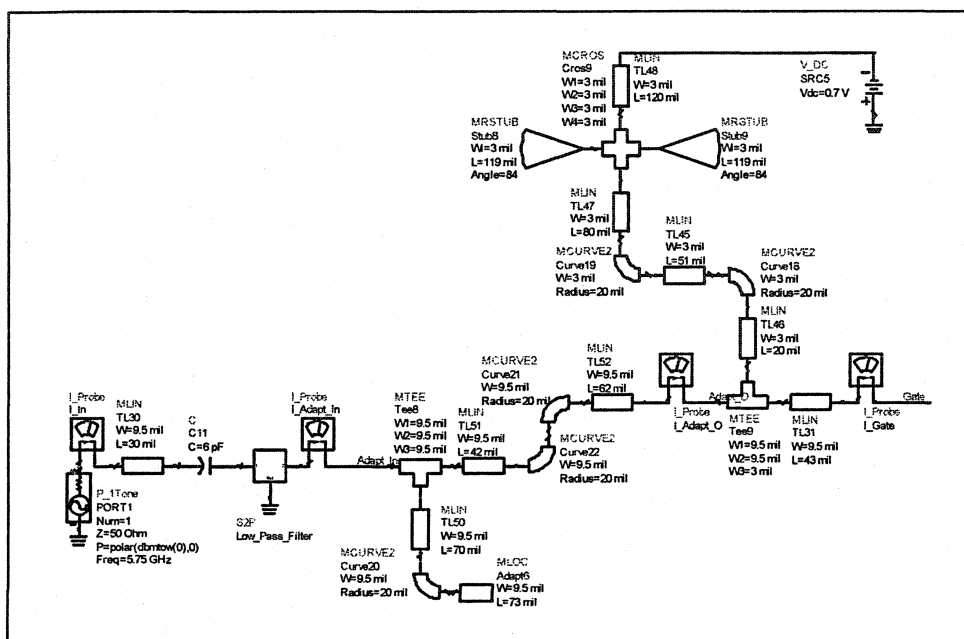 MCROS
Cros9
W1=3 mil
W2=3 mil
W3=3 mil
W4=3 mil
MLIN
TL48
W=3 mil
L=120 mil
V_DC
SRC5
Vdc=0.7 V
MRSTUB
Stub8
Wi=3 mil
L=119 mil
Angle=84
MRSTUB
Stub9
Wi=3 mil
L=119 mil
Angle=84
MLIN
TL47
W=3 mil
L=80 mil
MLIN
TL45
W=3 mil
L=51 mil
MCURVE2
Curve19
W=3 mil
Radius=20 mil
MCURVE2
Curve18
W=3 mil
Radius=20 mil
MLIN
TL46
W=3 mil
L=20 mil
MCURVE2
Curve21
W=9.5 mil
Radius=20 mil
MLIN
TL52
W=9.5 mil
L=62 mil
I_Probe
I_In
MLIN
TL30
W=9.5 mil
L=30 mil
C
C11
C=6 pF
I_Probe
I_Adapt_In
Adapt_In
MTEE
Tee8
W1=9.5 mil
W2=9.5 mil
W3=9.5 mil
MLIN
TL51
W=9.5 mil
L=42 mil
MCURVE2
Curve22
W=9.5 mil
Radius=20 mil
I_Probe
I_Adapt_O
Adapt_O
MTEE
Tee9
W1=9.5 mil
W2=9.5 mil
W3=3 mil
MLIN
TL31
W=9.5 mil
L=43 mil
I_Probe
I_Gate
Gate
P_1Tone
PORT1
Num=1
Z=50 Ohm
P=polar(dbmtow(0),0)
Freq=5.75 GHz
S2P
Low_Pass_Filter
MLIN
TL50
W=9.5 mil
L=70 mil
MCURVE2
Curve20
W=9.5 mil
Radius=20 mil
MLOC
Adapt6
W=9.5 mil
L=73 mil